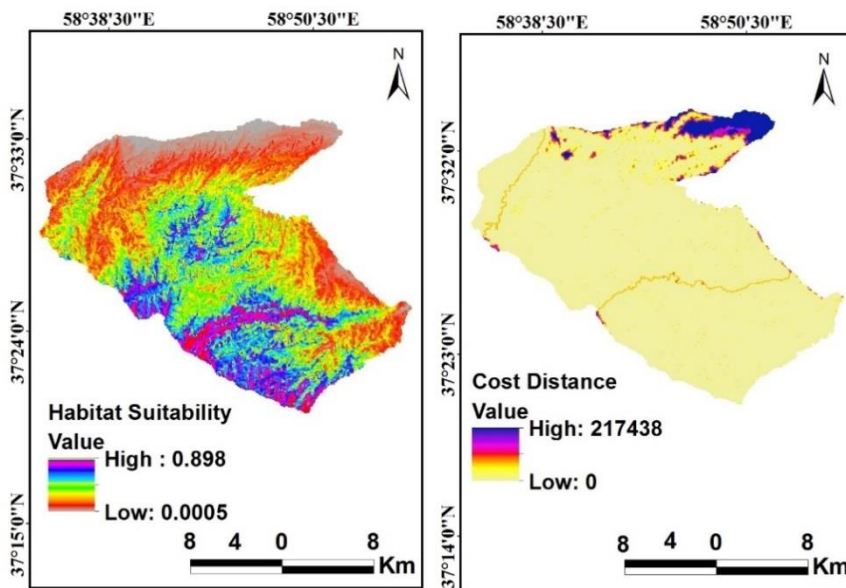 58°38'30"E 58°50'30"E
N
37°33'0"N
37°24'0"N
37°15'0"N
Habitat Suitability
Value
High : 0.898
Low: 0.0005
8 4 0 8
Km
58°38'30"E 58°50'30"E
N
37°32'0"N
37°23'0"N
37°14'0"N
Cost Distance
Value
High: 217438
Low: 0
8 4 0 8
Km